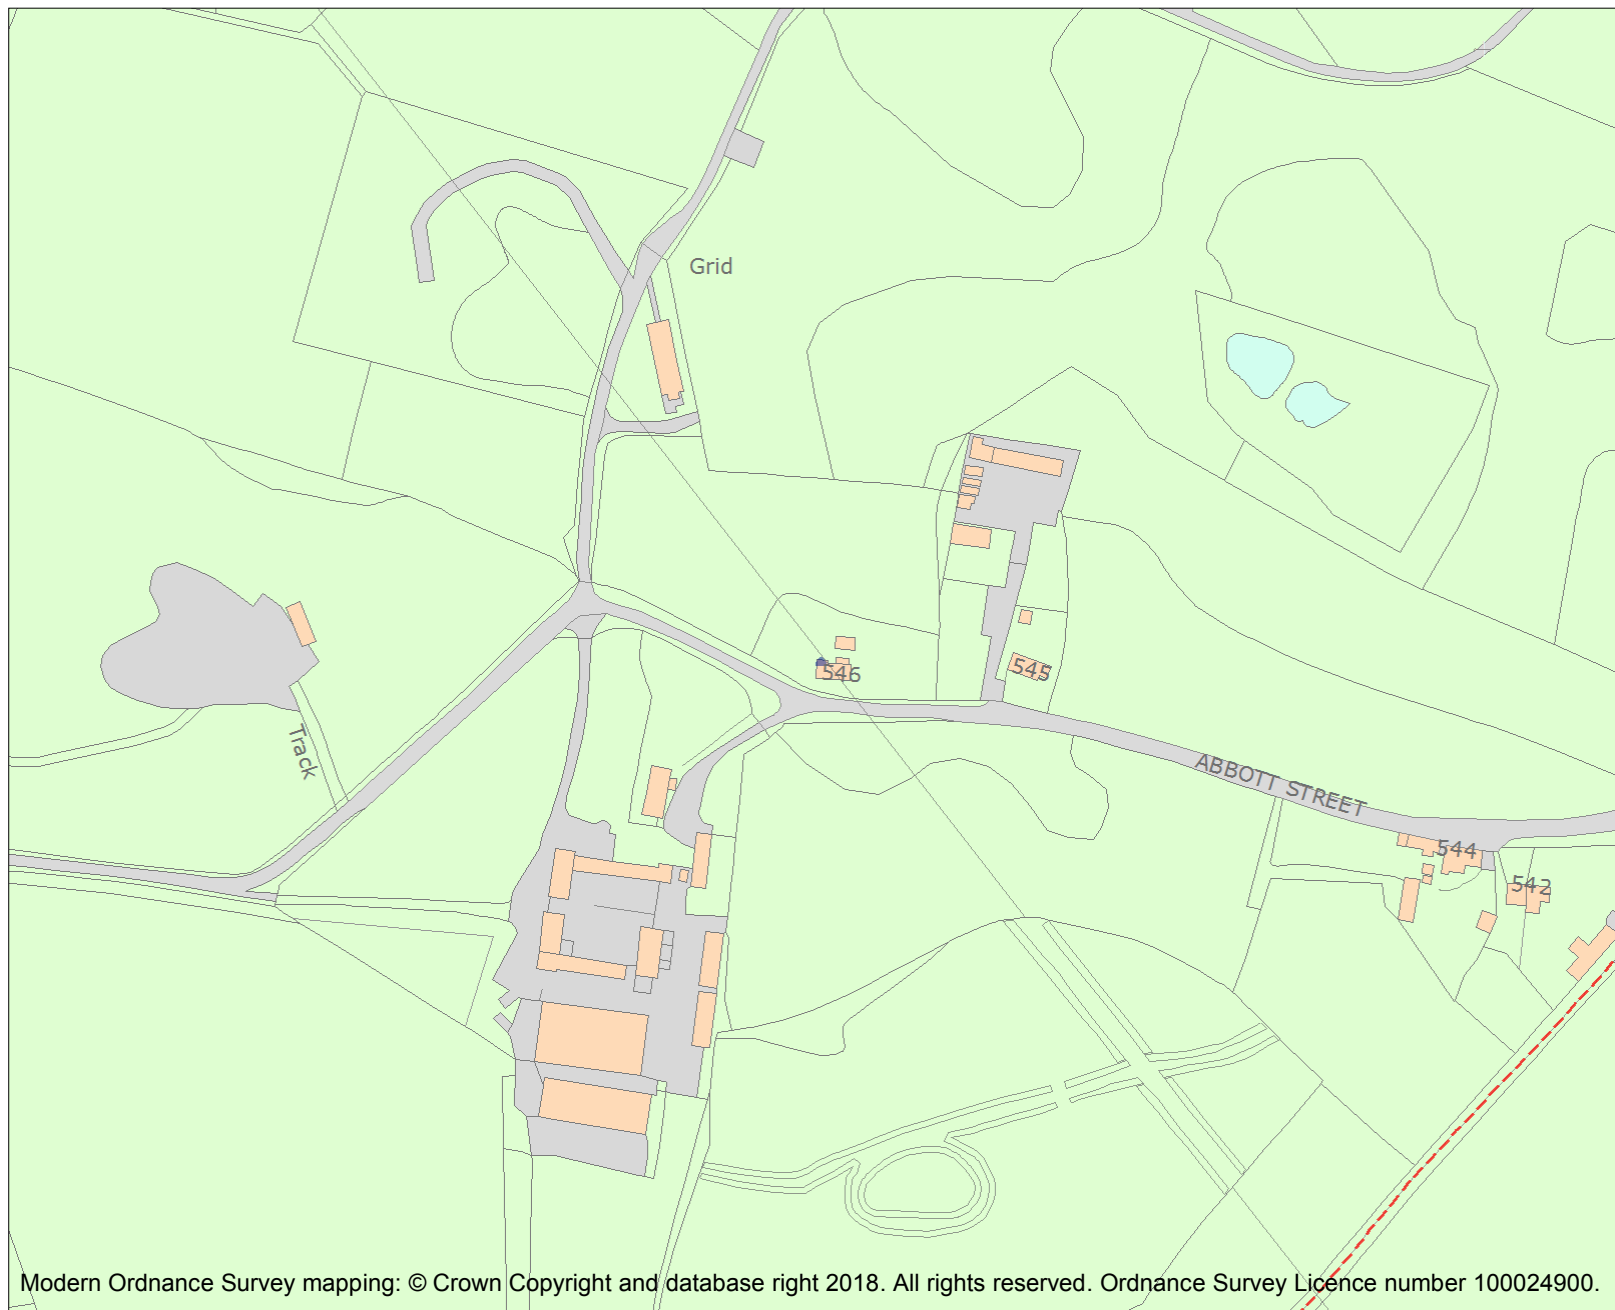 Grid
546
545
Track
ABBOTT STREET
544
542
Modern Ordnance Survey mapping: © Crown Copyright and database right 2018. All rights reserved. Ordnance Survey Licence number 100024900.